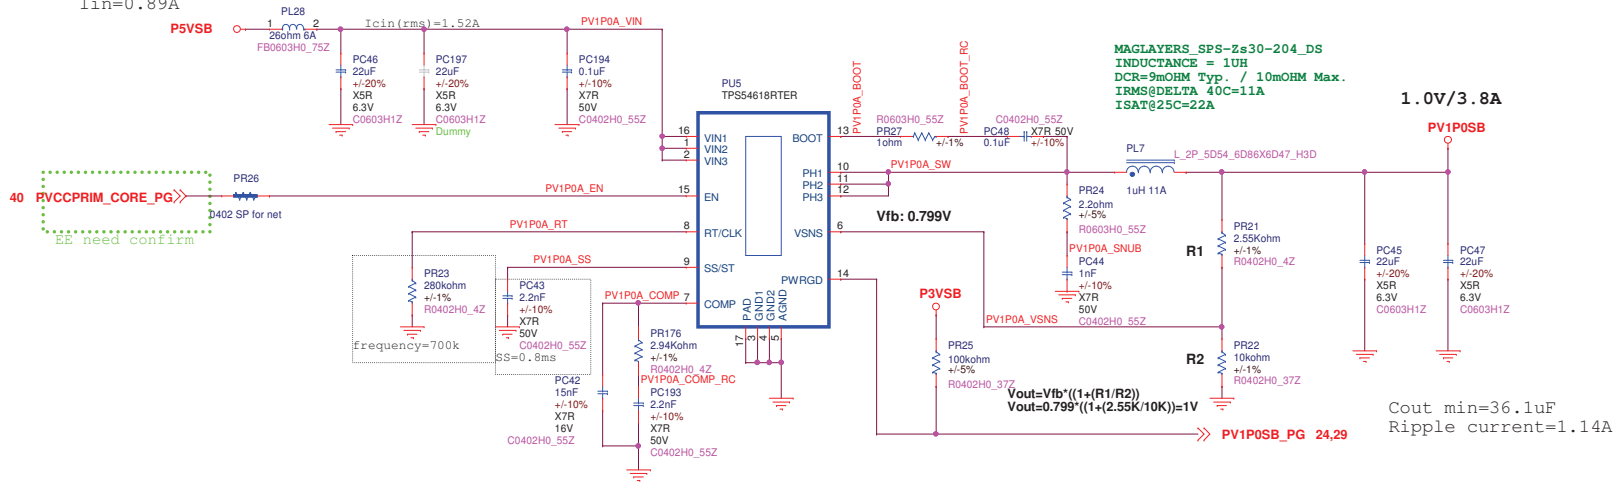 Iin=0.89A
P5VSB
PL28
1 2
26ohm 6A
FB0603H0_75Z
Icin(rms)=1.52A
PV1P0A_VIN
PC46
22uF
+/-20%
X5R
6.3V
C0603H1Z
PC197
22uF
+/-20%
X5R
6.3V
C0603H1Z
Dummy
PC194
0.1uF
+/-10%
X7R
50V
C0402H0_55Z
PU5
TPS54618RTER
16 VIN1
1 VIN2
2 VIN3
15 EN
8 RT/CLK
9 SS/ST
7 COMP
BOOT 13
PH1 10
PH2 11
PH3 12
VSNS 6
PWRGD 14
PAD
GND1
GND2
AGND
17
3
4
5
40 PVCCPRIM_CORE_PG
EE need confirm
PR26
0402 SP for net
PV1P0A_EN
PV1P0A_RT
PV1P0A_SS
PV1P0A_COMP
PR23
280kohm
+/-1%
R0402H0_4Z
frequency=700k
PC43
2.2nF
+/-10%
X7R
50V
C0402H0_55Z
SS=0.8ms
PR176
2.94Kohm
+/-1%
R0402H0_4Z
PV1P0A_COMP_RC
PC42
15nF
+/-10%
X7R
16V
C0402H0_55Z
PC193
2.2nF
+/-10%
X7R
50V
C0402H0_55Z
PV1P0A_BOOT
PV1P0A_BOOT_RC
R0603H0_55Z
PR27
1ohm
+/-1%
C0402H0_55Z
PC48
0.1uF
X7R 50V
+/-10%
PV1P0A_SW
Vfb: 0.799V
MAGLAYERS_SPS-Zs30-204_DS
INDUCTANCE = 1UH
DCR=9mOHM Typ. / 10mOHM Max.
IRMS@DELTA 40C=11A
ISAT@25C=22A
1.0V/3.8A
PV1P0SB
PL7
L_2P_5D54_6D86X6D47_H3D
1uH 11A
PR24
2.2ohm
+/-5%
R0603H0_55Z
PV1P0A_SNUB
PC44
1nF
+/-10%
X7R
50V
C0402H0_55Z
R1
PR21
2.55Kohm
+/-1%
R0402H0_4Z
PC45
22uF
+/-20%
X5R
6.3V
C0603H1Z
PC47
22uF
+/-20%
X5R
6.3V
C0603H1Z
PV1P0A_VSNS
P3VSB
PR25
100kohm
+/-5%
R0402H0_37Z
R2
PR22
10kohm
+/-1%
R0402H0_37Z
Vout=Vfb*((1+(R1/R2))
Vout=0.799*((1+(2.55K/10K))=1V
PV1P0SB_PG 24,29
Cout min=36.1uF
Ripple current=1.14A